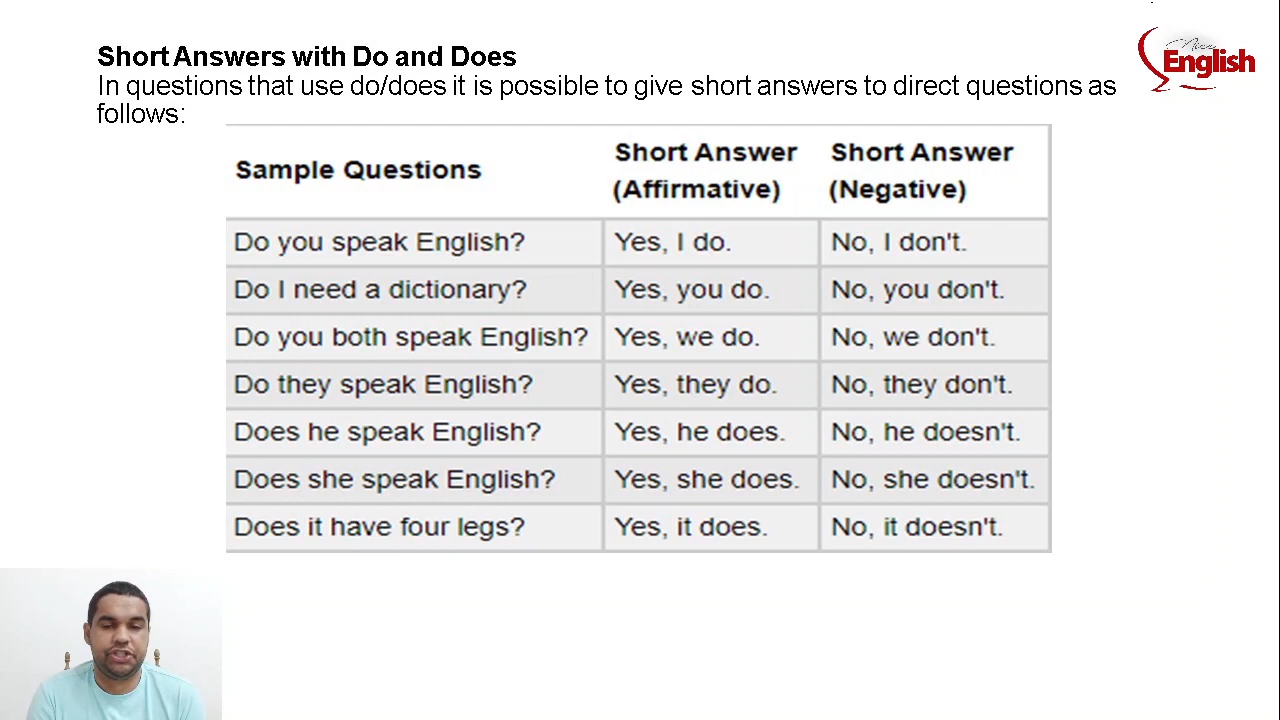 Short Answers with Do and Does
In questions that use do/does it is possible to give short answers to direct questions as
follows:
Nice
English
Sample Questions Short Answer (Affirmative) Short Answer (Negative)
Do you speak English? Yes, I do. No, I don't.
Do I need a dictionary? Yes, you do. No, you don't.
Do you both speak English? Yes, we do. No, we don't.
Do they speak English? Yes, they do. No, they don't.
Does he speak English? Yes, he does. No, he doesn't.
Does she speak English? Yes, she does. No, she doesn't.
Does it have four legs? Yes, it does. No, it doesn't.